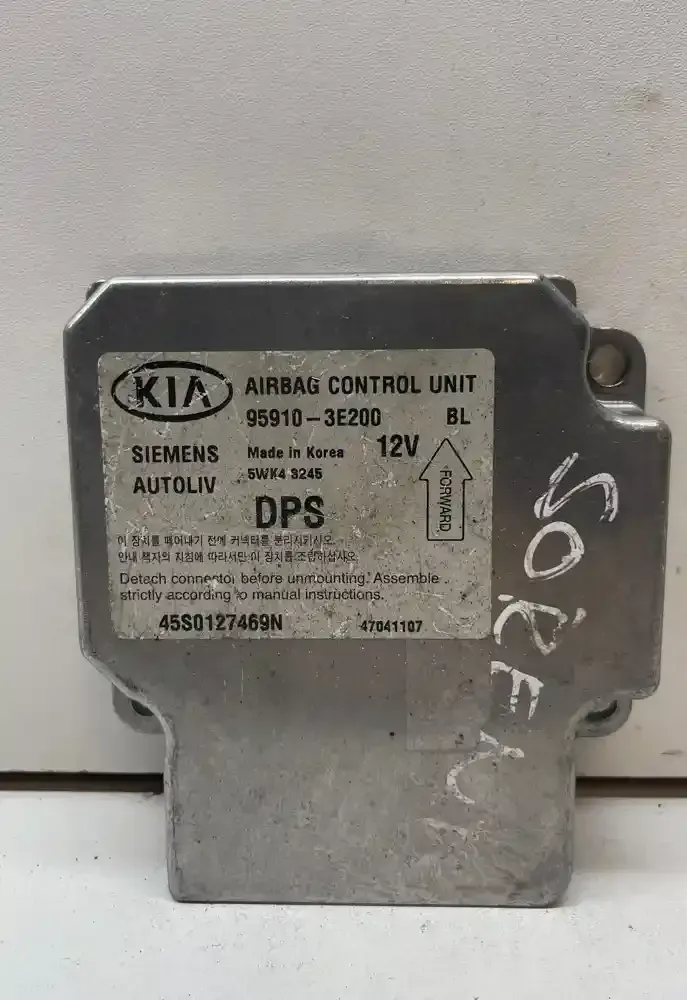 KIA AIRBAG CONTROL UNIT
95910-3E200 BL
SIEMENS Made in Korea 12V
AUTOLIV 5WK4 3245
FORWARD
DPS
이 장치를 떼어내기 전에 커넥터를 분리시키시오.
안내 책자의 지침에 따라서만 이 장치를 조립하십시오.
Detach connector before unmounting. Assemble
strictly according to manual instructions.
45S0127469N 47041107
SORENA